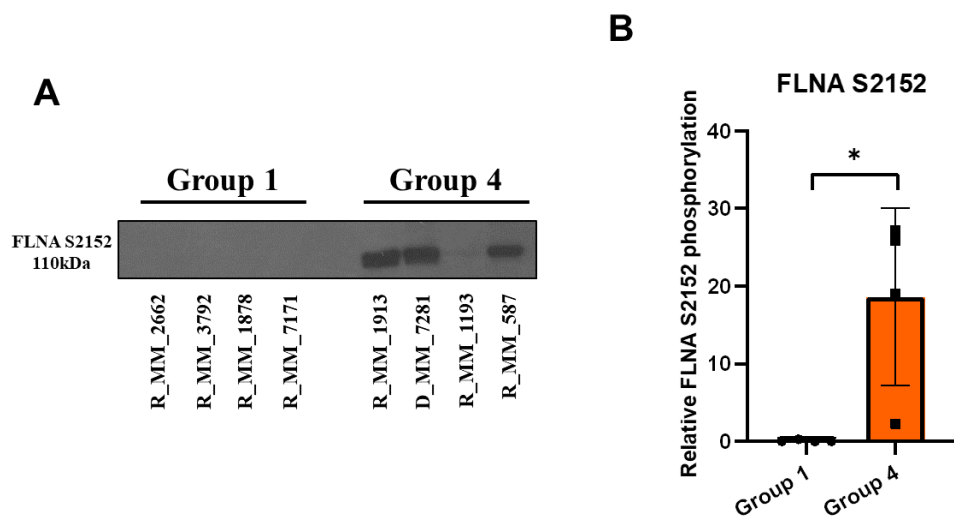 A
Group 1
Group 4
FLNA S2152
110kDa
R_MM_2662
R_MM_3792
R_MM_1878
R_MM_7171
R_MM_1913
D_MM_7281
R_MM_1193
R_MM_587
B
FLNA S2152
Relative FLNA S2152 phosphorylation
40
30
20
10
0
*
Group 1
Group 4